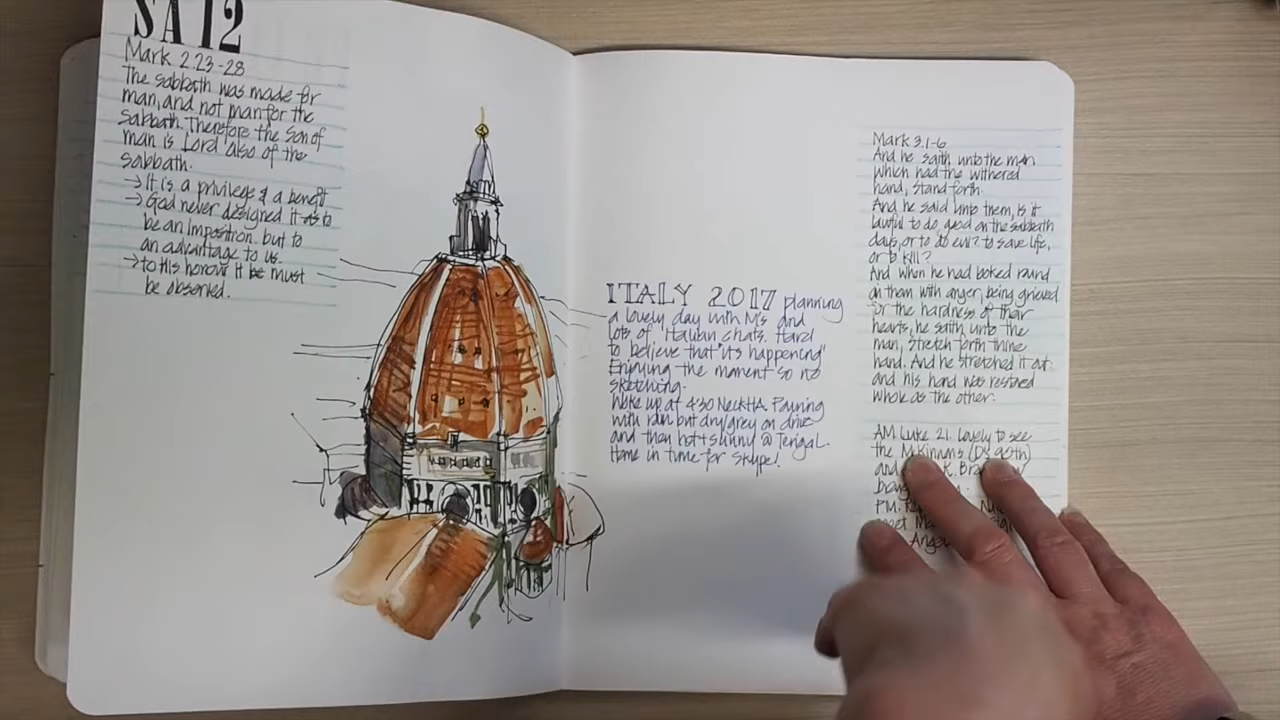 SA 12
Mark 2.23-28
The sabbath was made for
man, and not man for the
Sabbath. Therefore the Son of
man is Lord also of the
sabbath.
→ It is a privilege & a benefit
→ God never designed it as to
be an imposition. but to
an advantage to us.
→ to His honour it be must
be observed.
ITALY 2017 planning
a lovely day with M's and
lots of 'Italian chats. Hard
to believe that "its happening"
Enjoying the moment so no
sketching.
Woke up at 4:30 Neck HA.
with rain but dry/grey on drive
and then hot + sunny @ Terigal.
Home in time for Skype!
Mark 3.1-6
And he saith unto the man
which had the withered
hand, Stand forth.
And he said unto them, is it
lawful to do good on the sabbath
days, or to do evil? to save life,
or to kill?
And when he had looked round
on them with anger, being grieved
for the hardness of their
hearts, he saith unto the
man, Stretch forth thine
hand. And he stretched it out:
and his hand was restored
whole as the other.
AM Luke 21. Lovely to see
the
and
PM.